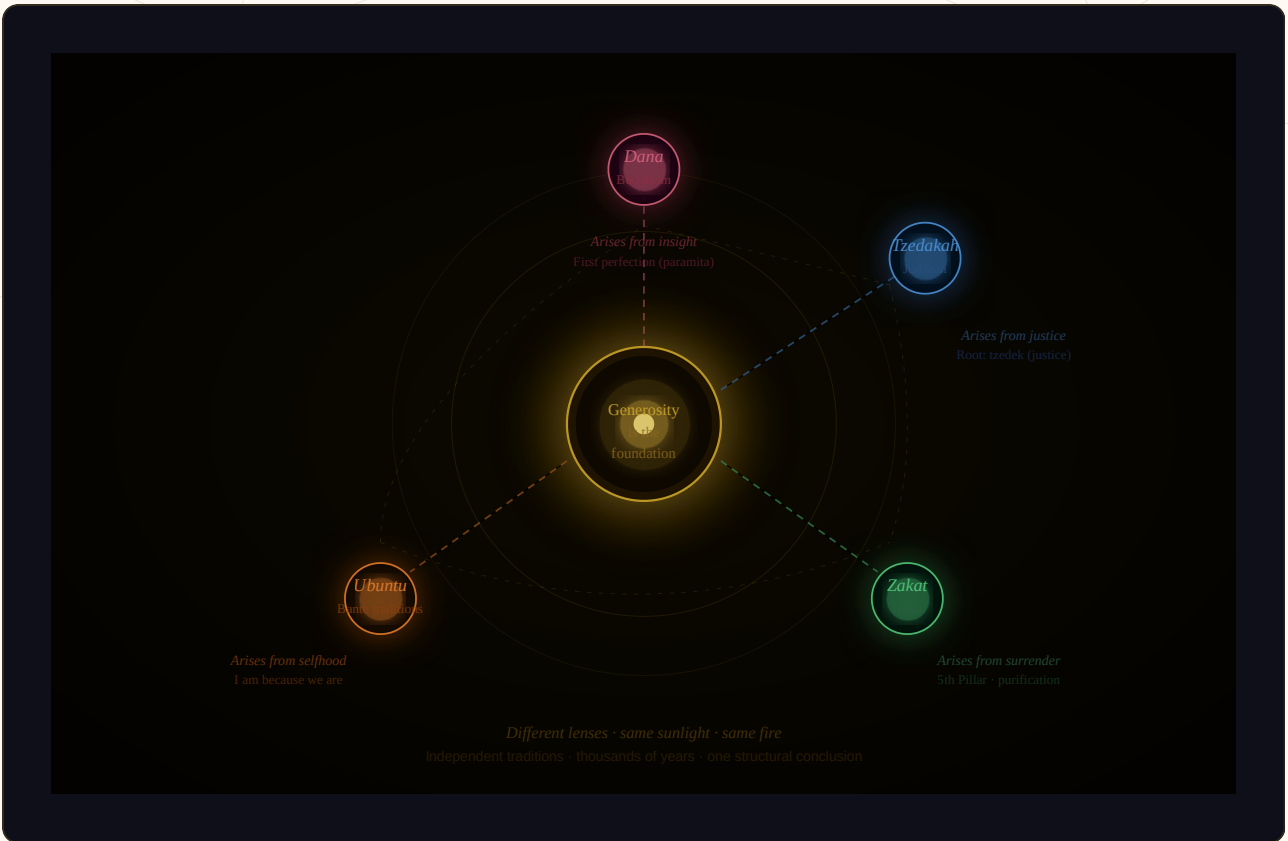 Dana
Arises from insight
First perfection (paramita)
Tzedakah
Arises from justice
Root: tzedek (justice)
Generosity
foundation
Ubuntu
Bantu traditions
Arises from selfhood
I am because we are
Zakat
Arises from surrender
5th Pillar · purification
Different lenses · same sunlight · same fire
Independent traditions · thousands of years · one structural conclusion